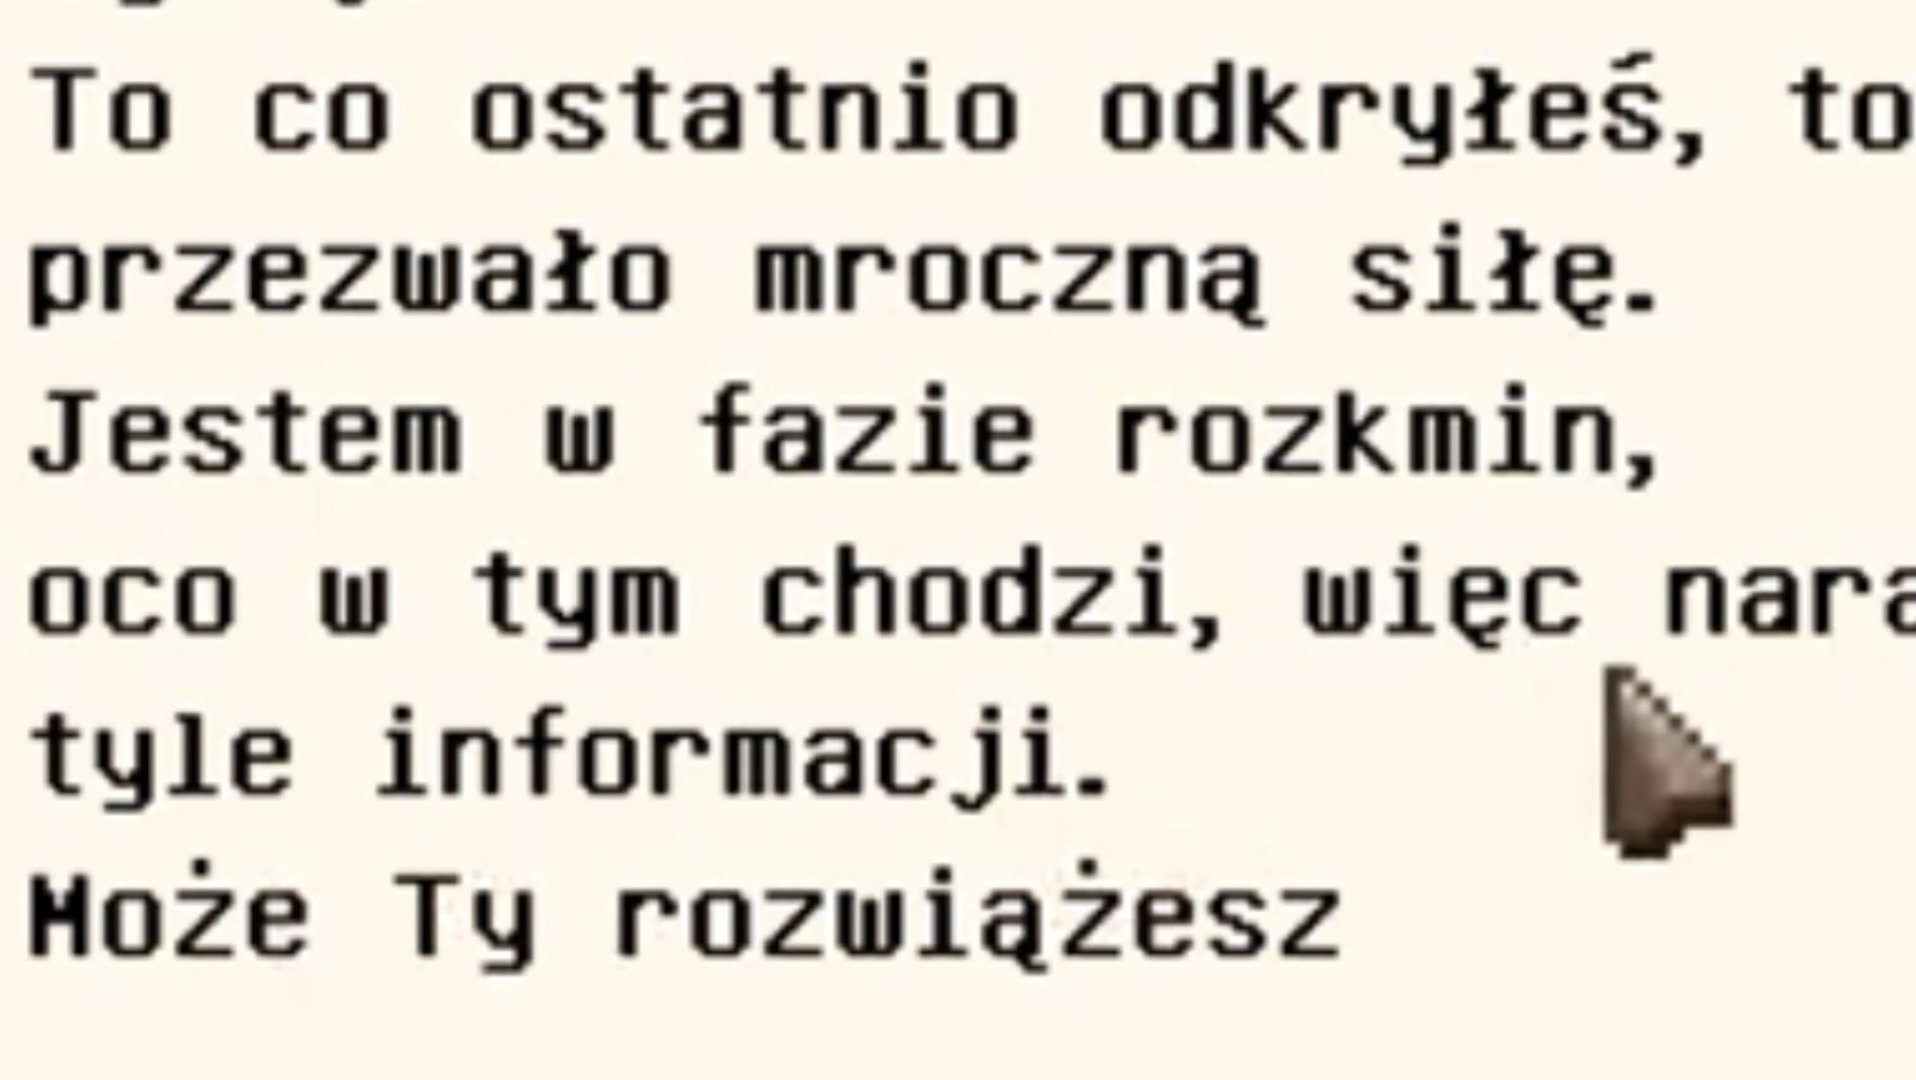 To co ostatnio odkryłeś, to
przezwało mroczną siłę.
Jestem w fazie rozkmin,
oco w tym chodzi, więc nara
tyle informacji.
Może Ty rozwiążesz